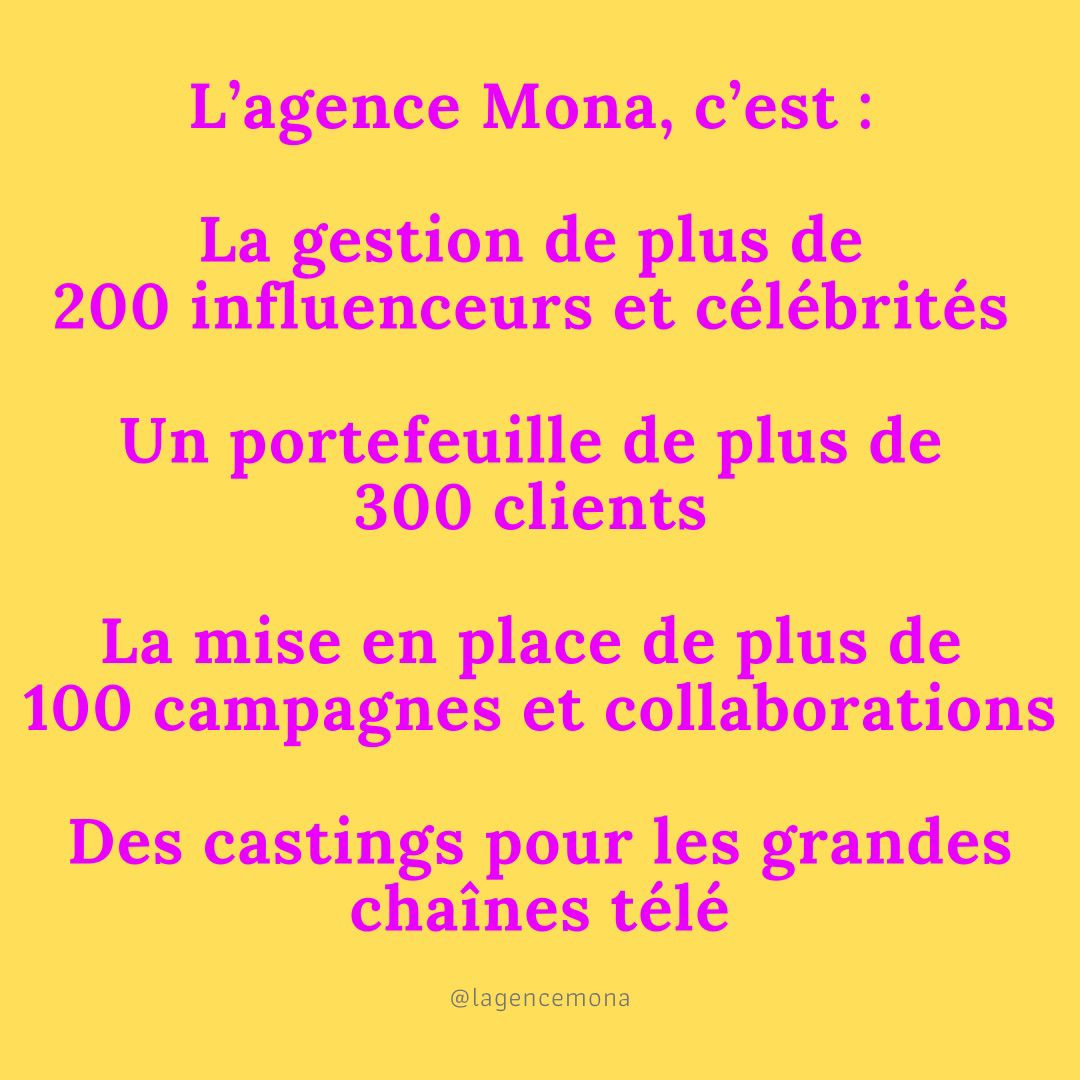 L’agence Mona, c’est :
La gestion de plus de
200 influenceurs et célébrités
Un portefeuille de plus de
300 clients
La mise en place de plus de
100 campagnes et collaborations
Des castings pour les grandes
chaînes télé
@lagencemona